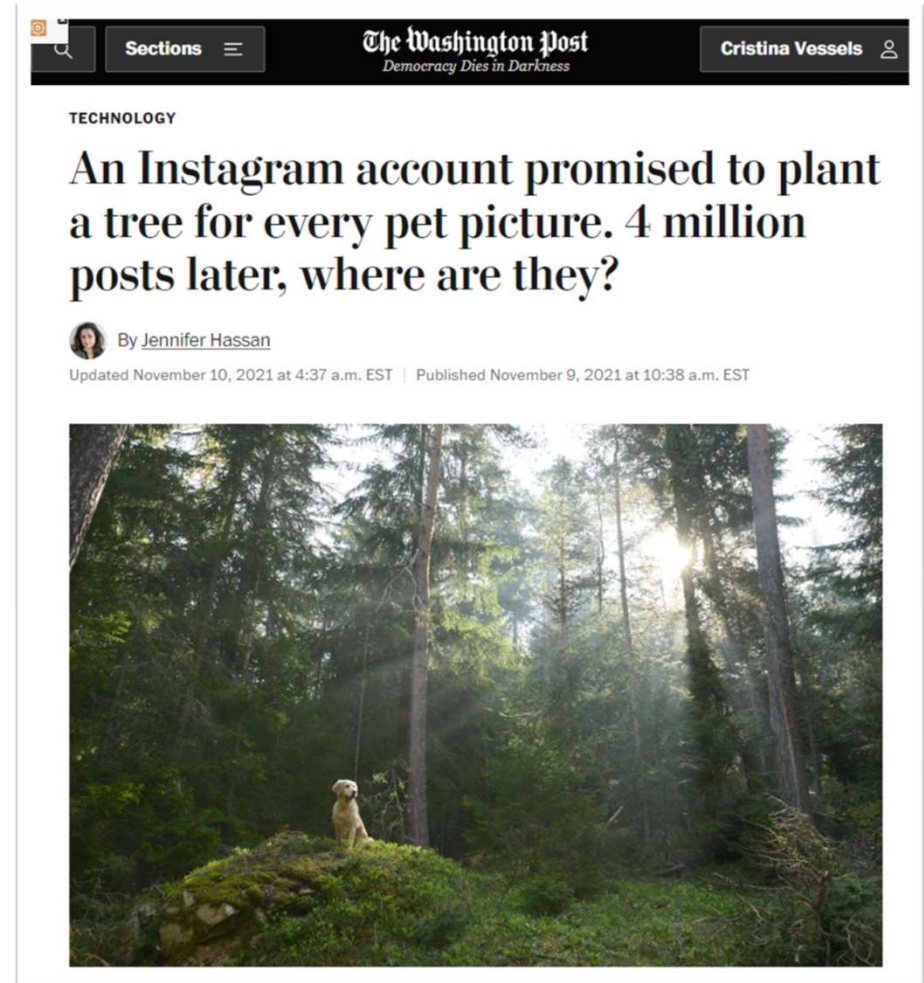 Sections
The Washington Post
Democracy Dies in Darkness
Cristina Vessels
TECHNOLOGY
An Instagram account promised to plant
a tree for every pet picture. 4 million
posts later, where are they?
By Jennifer Hassan
Updated November 10, 2021 at 4:37 a.m. EST | Published November 9, 2021 at 10:38 a.m. EST